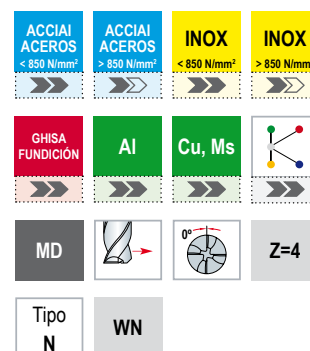 ACCIAI
ACEROS
< 850 N/mm²
ACCIAI
ACEROS
> 850 N/mm²
INOX
< 850 N/mm²
INOX
> 850 N/mm
GHISA
FUNDICIÓN
Al
Cu, Ms
MD
0°
Z=4
Tipo
N
WN